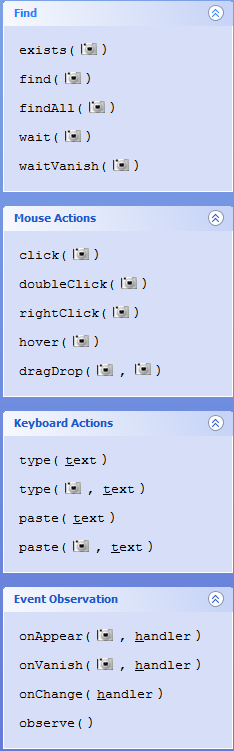 Find
exists( )
find( )
findAll( )
wait( )
waitVanish( )
Mouse Actions
click( )
doubleClick( )
rightClick( )
hover( )
dragDrop( , )
Keyboard Actions
type( text )
type( , text )
paste( text )
paste( , text )
Event Observation
onAppear( , handler )
onVanish( , handler )
onChange( handler )
observe()